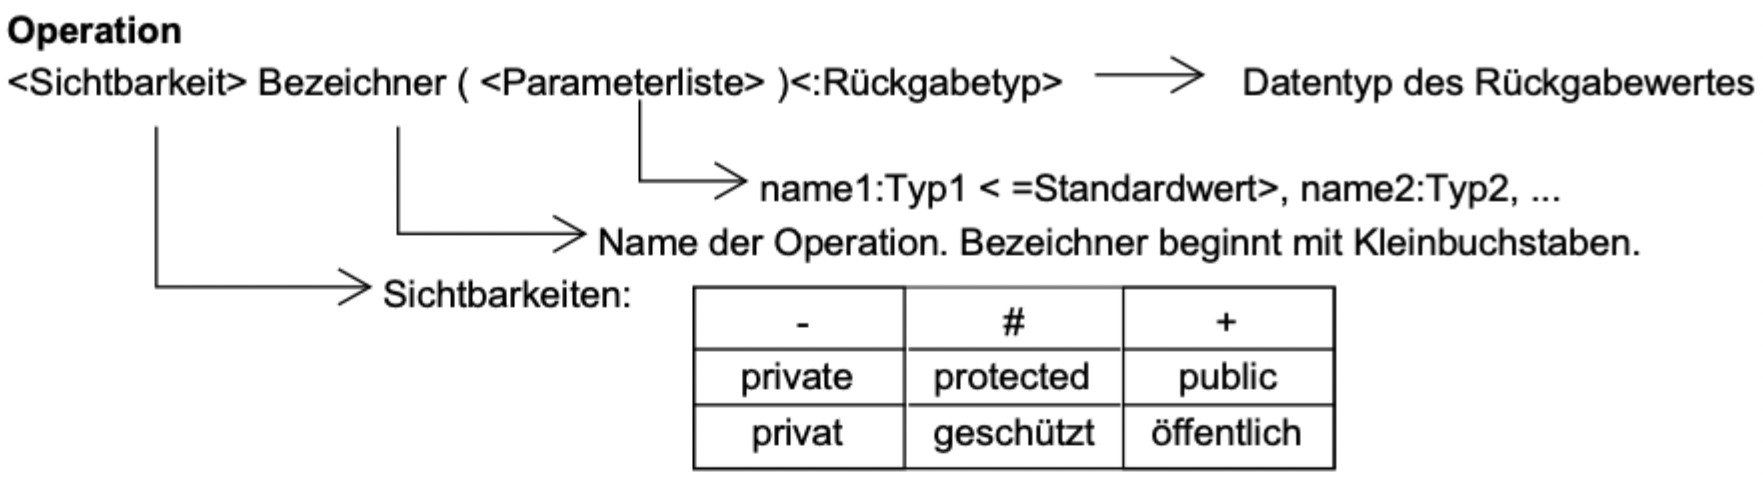 Operation
<Sichtbarkeit> Bezeichner ( <Parameterliste> )<:Rückgabetyp> Datentyp des Rückgabewertes
name1:Typ1 < =Standardwert>, name2:Typ2, ...
Name der Operation. Bezeichner beginnt mit Kleinbuchstaben.
Sichtbarkeiten:
- # +
private protected public
privat geschützt öffentlich